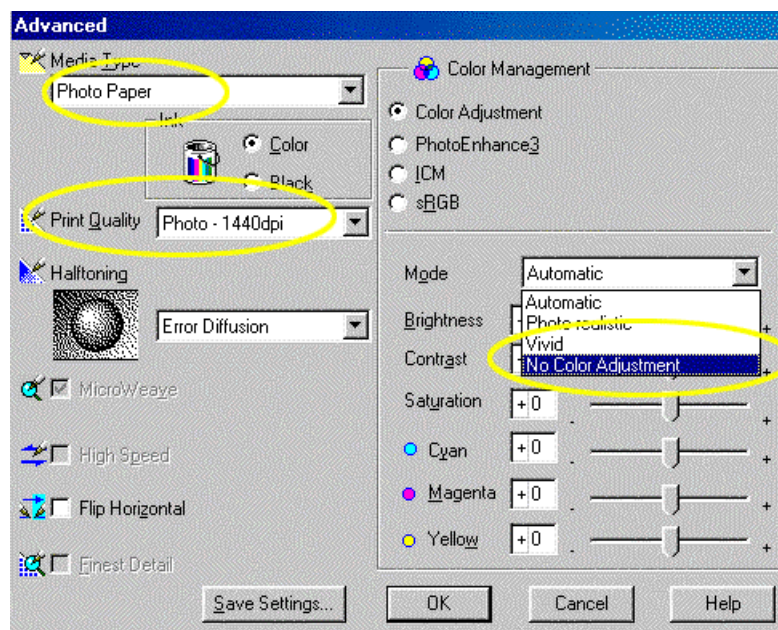 Advanced
Media Type
Photo Paper
Ink
Color
Black
Print Quality
Photo - 1440dpi
Halftoning
Error Diffusion
MicroWeave
High Speed
Flip Horizontal
Finest Detail
Color Management
Color Adjustment
PhotoEnhance3
ICM
sRGB
Mode
Automatic
Automatic
Photo-realistic
Vivid
No Color Adjustment
Brightness
+
Contrast
+
Saturation
+0
-
+
Cyan
+0
-
+
Magenta
+0
-
+
Yellow
+0
-
+
Save Settings...
OK
Cancel
Help